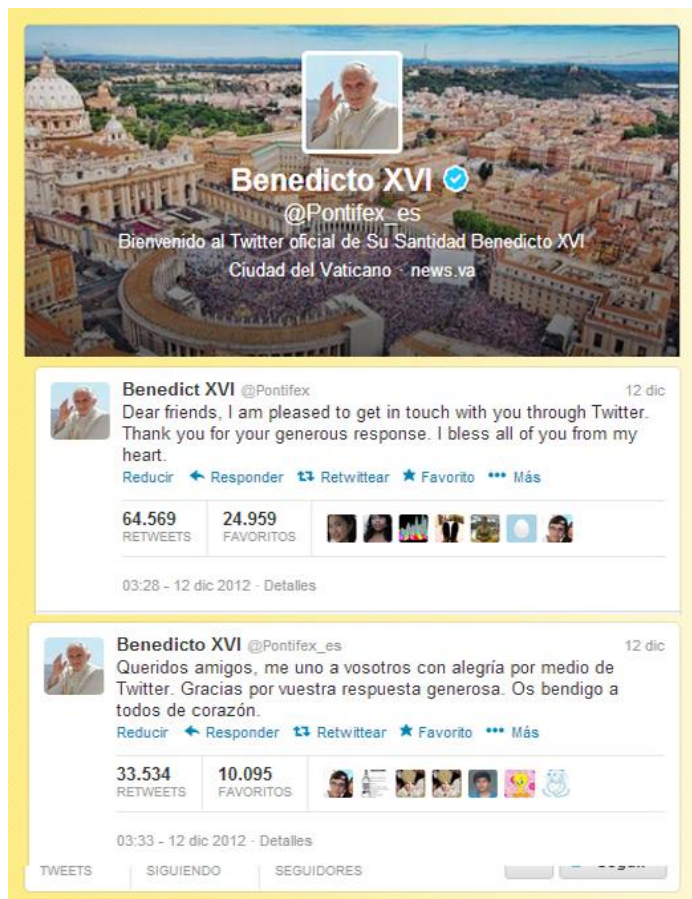 Benedicto XVI
@Pontifex_es
Bienvenido al Twitter oficial de Su Santidad Benedicto XVI
Ciudad del Vaticano · news.va
Benedict XVI @Pontifex 12 dic
Dear friends, I am pleased to get in touch with you through Twitter.
Thank you for your generous response. I bless all of you from my
heart.
Reducir Responder Retwittear Favorito Más
64.569 24.959
RETWEETS FAVORITOS
03:28 - 12 dic 2012 · Detalles
Benedicto XVI @Pontifex_es 12 dic
Queridos amigos, me uno a vosotros con alegría por medio de
Twitter. Gracias por vuestra respuesta generosa. Os bendigo a
todos de corazón.
Reducir Responder Retwittear Favorito Más
33.534 10.095
RETWEETS FAVORITOS
03:33 - 12 dic 2012 · Detalles
TWEETS SIGUIENDO SEGUIDORES